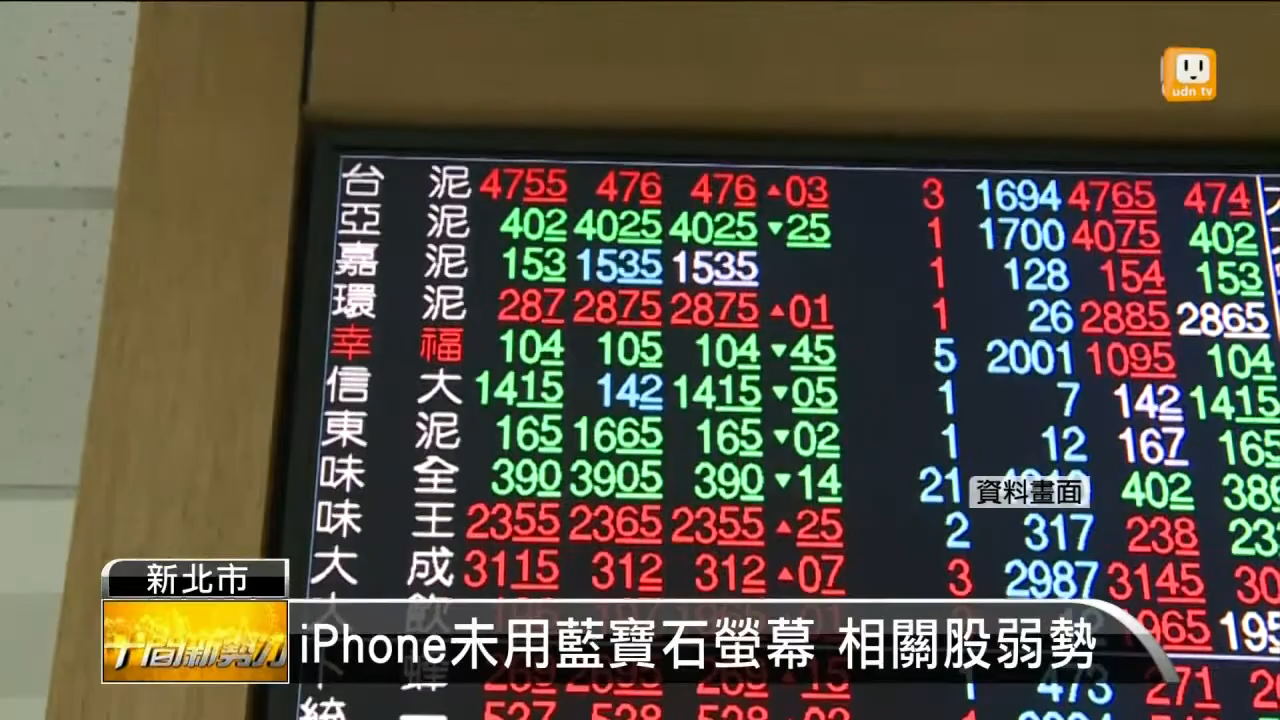 udn tv
台泥 4755 476 476 ▲03 3 1694 4765 474
亞泥 402 4025 4025 ▼25 1 1700 4075 402
嘉泥 153 1535 1535 1 128 154 153
環泥 287 2875 2875 ▲01 1 26 2885 2865
幸福 104 105 104 ▼45 5 2001 1095 104
信大 1415 142 1415 ▼05 1 7 142 1415
東泥 165 1665 165 ▼02 1 12 167 165
味全 390 3905 390 ▼14 21 402
資料畫面
味王 2355 2365 2355 ▲25 2 317 238
大成 3115 312 312 ▲07 3 2987 3145
新北市
十間新勢力
iPhone未用藍寶石螢幕 相關股弱勢